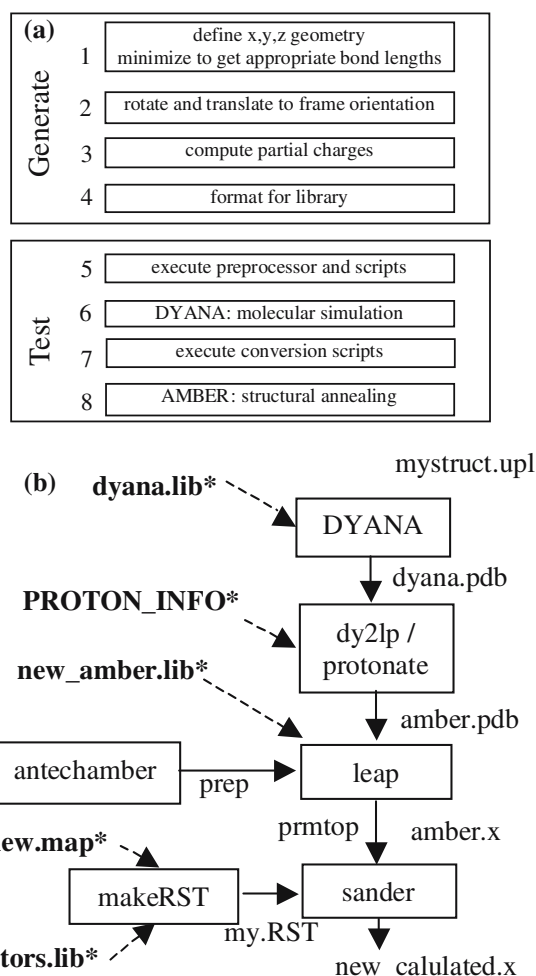 (a)
Generate
1 define x,y,z geometry
minimize to get appropriate bond lengths
2 rotate and translate to frame orientation
3 compute partial charges
4 format for library
Test
5 execute preprocessor and scripts
6 DYANA: molecular simulation
7 execute conversion scripts
8 AMBER: structural annealing
(b)
mystruct.upl
dyana.lib*
DYANA
dyana.pdb
PROTON_INFO*
dy2lp /
protonate
new_amber.lib*
amber.pdb
antechamber
prep
leap
prmtop
amber.x
ew.map*
makeRST
my.RST
sander
tors.lib*
new_calulated.x